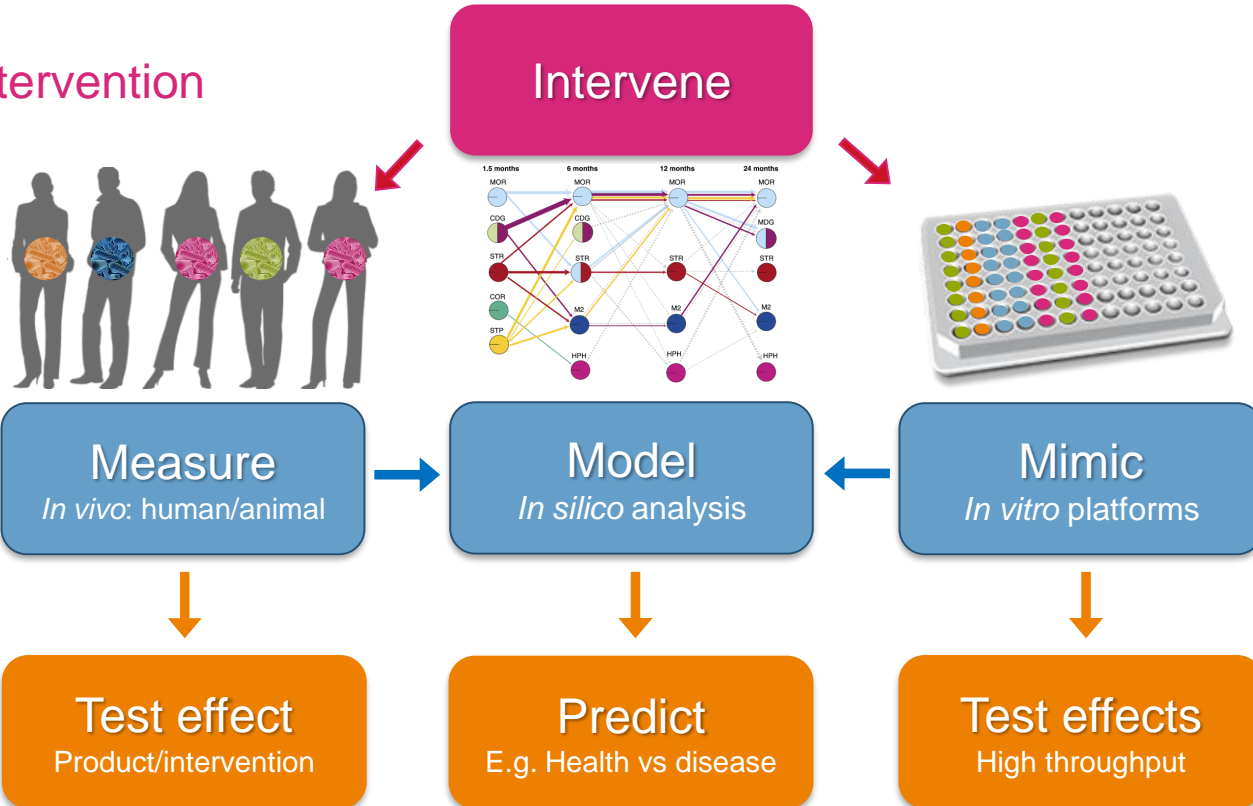 tervention
Intervene
1.5 months 6 months 12 months 24 months
MOR MOR MOR MOR
CDG CDG MDG
STR STR STR STR
COR M2 M2 M2
STP
HPH HPH HPH
Measure
In vivo: human/animal
Model
In silico analysis
Mimic
In vitro platforms
Test effect
Product/intervention
Predict
E.g. Health vs disease
Test effects
High throughput